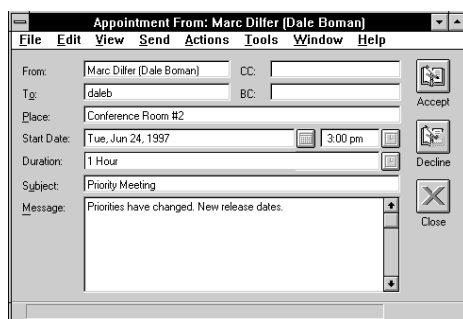 Appointment From: Marc Dilfer (Dale Boman)
File Edit View Send Actions Tools Window Help
From: Marc Dilfer (Dale Boman) CC:
To: daleb BC:
Accept
Place: Conference Room #2
Start Date: Tue, Jun 24, 1997 3:00 pm
Duration: 1 Hour
Decline
Subject: Priority Meeting
Message: Priorities have changed. New release dates.
Close